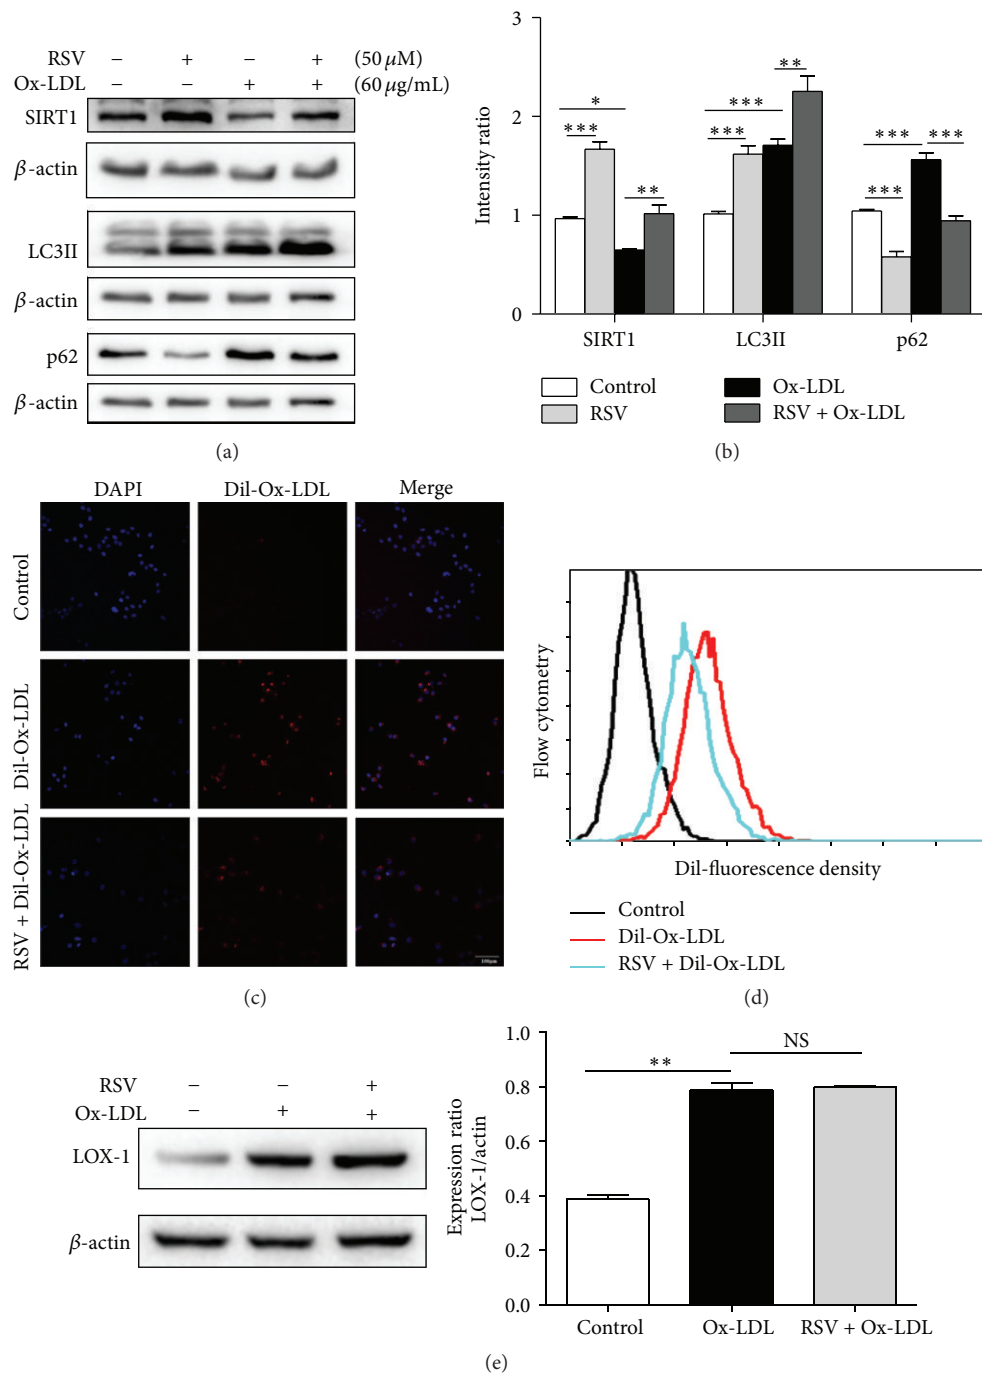 RSV − + − + (50 μM)
Ox-LDL − − + + (60 μg/mL)
SIRT1
β-actin
LC3II
β-actin
p62
β-actin
(a)
3
2
1
0
Intensity ratio
* *** **
*** *** **
*** *** ***
SIRT1 LC3II p62
Control Ox-LDL
RSV RSV + Ox-LDL
(b)
DAPI Dil-Ox-LDL Merge
Control
Dil-Ox-LDL
RSV + Dil-Ox-LDL
100μm
(c)
Flow cytometry
Dil-fluorescence density
Control
Dil-Ox-LDL
RSV + Dil-Ox-LDL
(d)
RSV − − +
Ox-LDL − + +
LOX-1
β-actin
Expression ratio
LOX-1/actin
1.0
0.8
0.6
0.4
0.2
0.0
** NS
Control Ox-LDL RSV + Ox-LDL
(e)